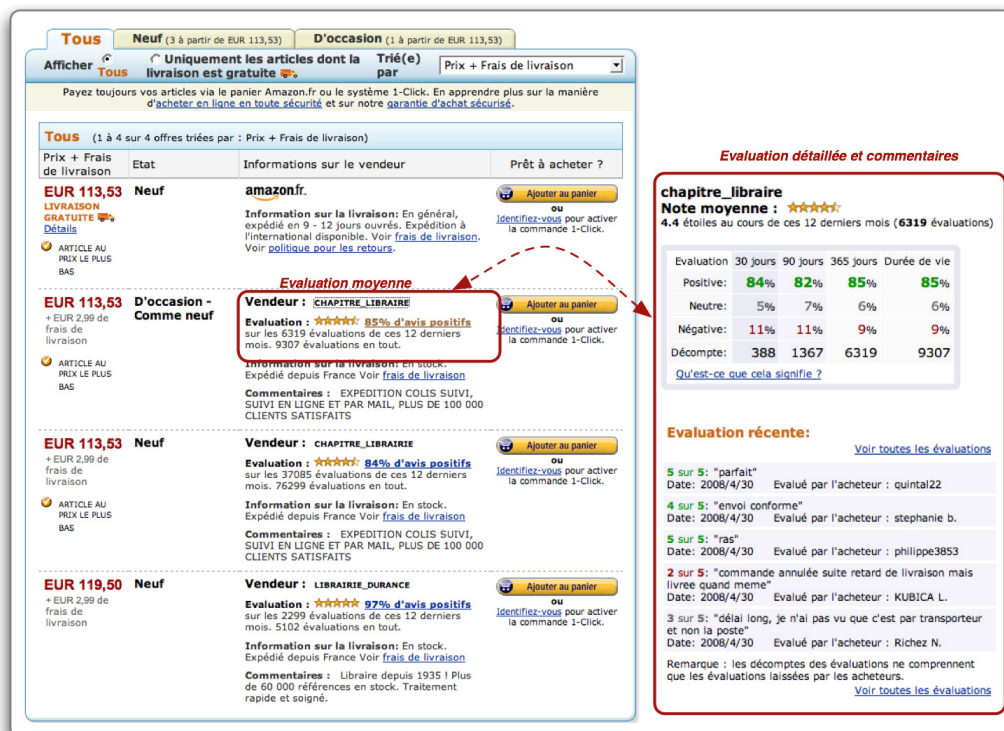 Tous
Neuf (3 à partir de EUR 113,53)
D'occasion (1 à partir de EUR 113,53)
Afficher Tous
Uniquement les articles dont la
livraison est gratuite
Trié(e)
par
Prix + Frais de livraison
Payez toujours vos articles via le panier Amazon.fr ou le système 1-Click. En apprendre plus sur la manière
d'acheter en ligne en toute sécurité et sur notre garantie d'achat sécurisé.
Tous (1 à 4 sur 4 offres triées par : Prix + Frais de livraison)
Prix + Frais
de livraison
Etat
Informations sur le vendeur
Prêt à acheter ?
EUR 113,53
LIVRAISON
GRATUITE
Détails
ARTICLE AU
PRIX LE PLUS
BAS
Neuf
amazon.fr
Information sur la livraison: En général,
expédié en 9 - 12 jours ouvrés. Expédition à
l'international disponible. Voir frais de livraison.
Voir politique pour les retours.
Ajouter au panier
ou
Identifiez-vous pour activer
la commande 1-Click.
Evaluation moyenne
EUR 113,53
+ EUR 2,99 de
frais de
livraison
ARTICLE AU
PRIX LE PLUS
BAS
D'occasion -
Comme neuf
Vendeur : CHAPITRE_LIBRAIRE
Evaluation : 85% d'avis positifs
sur les 6319 évaluations de ces 12 derniers
mois. 9307 évaluations en tout.
Information sur la livraison: En stock.
Expédié depuis France Voir frais de livraison
Commentaires : EXPEDITION COLIS SUIVI,
SUIVI EN LIGNE ET PAR MAIL, PLUS DE 100 000
CLIENTS SATISFAITS
Ajouter au panier
ou
Identifiez-vous pour activer
la commande 1-Click.
EUR 113,53
+ EUR 2,99 de
frais de
livraison
ARTICLE AU
PRIX LE PLUS
BAS
Neuf
Vendeur : CHAPITRE_LIBRAIRIE
Evaluation : 84% d'avis positifs
sur les 37085 évaluations de ces 12 derniers
mois. 76299 évaluations en tout.
Information sur la livraison: En stock.
Expédié depuis France Voir frais de livraison
Commentaires : EXPEDITION COLIS SUIVI,
SUIVI EN LIGNE ET PAR MAIL, PLUS DE 100 000
CLIENTS SATISFAITS
Ajouter au panier
ou
Identifiez-vous pour activer
la commande 1-Click.
EUR 119,50
+ EUR 2,99 de
frais de
livraison
Neuf
Vendeur : LIBRAIRIE_DURANCE
Evaluation : 97% d'avis positifs
sur les 2299 évaluations de ces 12 derniers
mois. 5102 évaluations en tout.
Information sur la livraison: En stock.
Expédié depuis France Voir frais de livraison
Commentaires : Libraire depuis 1935 ! Plus
de 60 000 références en stock. Traitement
rapide et soigné.
Ajouter au panier
ou
Identifiez-vous pour activer
la commande 1-Click.
Evaluation détaillée et commentaires
chapitre_libraire
Note moyenne :
4.4 étoiles au cours de ces 12 derniers mois (6319 évaluations)
Evaluation 30 jours 90 jours 365 jours Durée de vie
Positive: 84% 82% 85% 85%
Neutre: 5% 7% 6% 6%
Négative: 11% 11% 9% 9%
Décompte: 388 1367 6319 9307
Qu'est-ce que cela signifie ?
Evaluation récente:
Voir toutes les évaluations
5 sur 5: "parfait"
Date: 2008/4/30 Evalué par l'acheteur : quintal22
4 sur 5: "envoi conforme"
Date: 2008/4/30 Evalué par l'acheteur : stephanie b.
5 sur 5: "ras"
Date: 2008/4/30 Evalué par l'acheteur : philippe3853
2 sur 5: "commande annulée suite retard de livraison mais
livree quand meme"
Date: 2008/4/30 Evalué par l'acheteur : KUBICA L.
3 sur 5: "délai long, je n'ai pas vu que c'est par transporteur
et non la poste"
Date: 2008/4/30 Evalué par l'acheteur : Richez N.
Remarque : les décomptes des évaluations ne comprennent
que les évaluations laissées par les acheteurs.
Voir toutes les évaluations